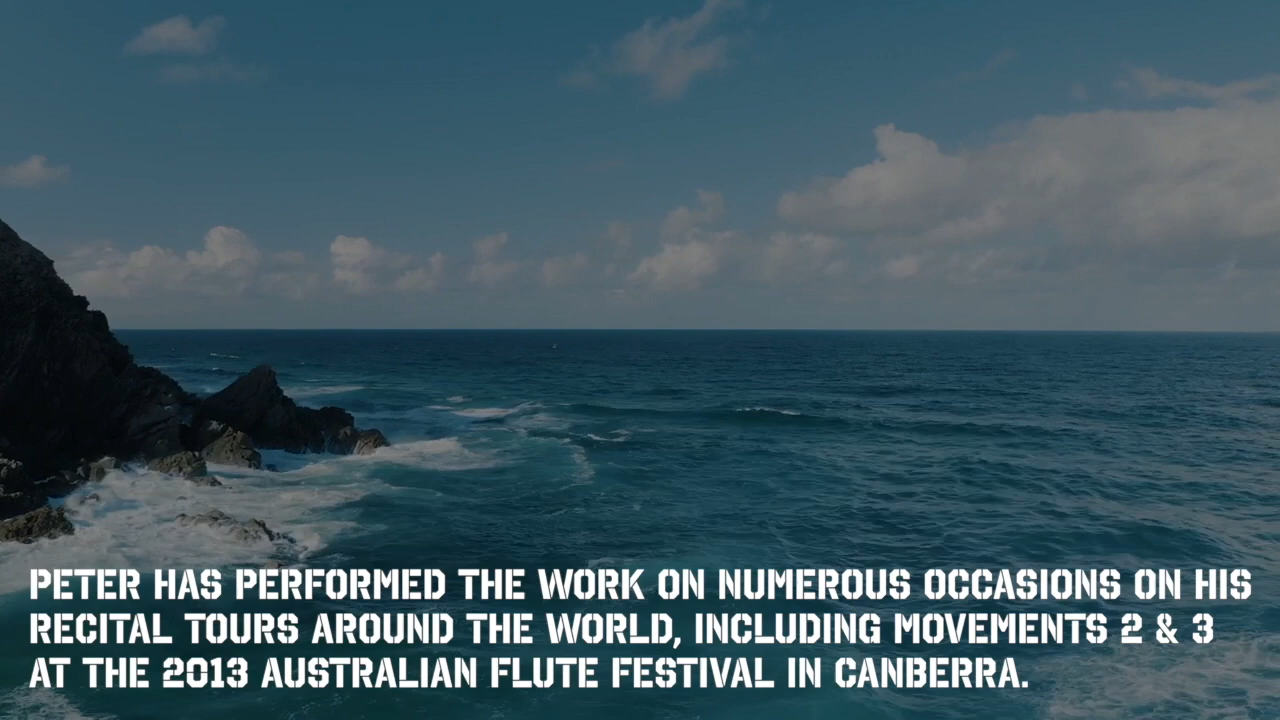 PETER HAS PERFORMED THE WORK ON NUMEROUS OCCASIONS ON HIS
RECITAL TOURS AROUND THE WORLD, INCLUDING MOVEMENTS 2 & 3
AT THE 2013 AUSTRALIAN FLUTE FESTIVAL IN CANBERRA.